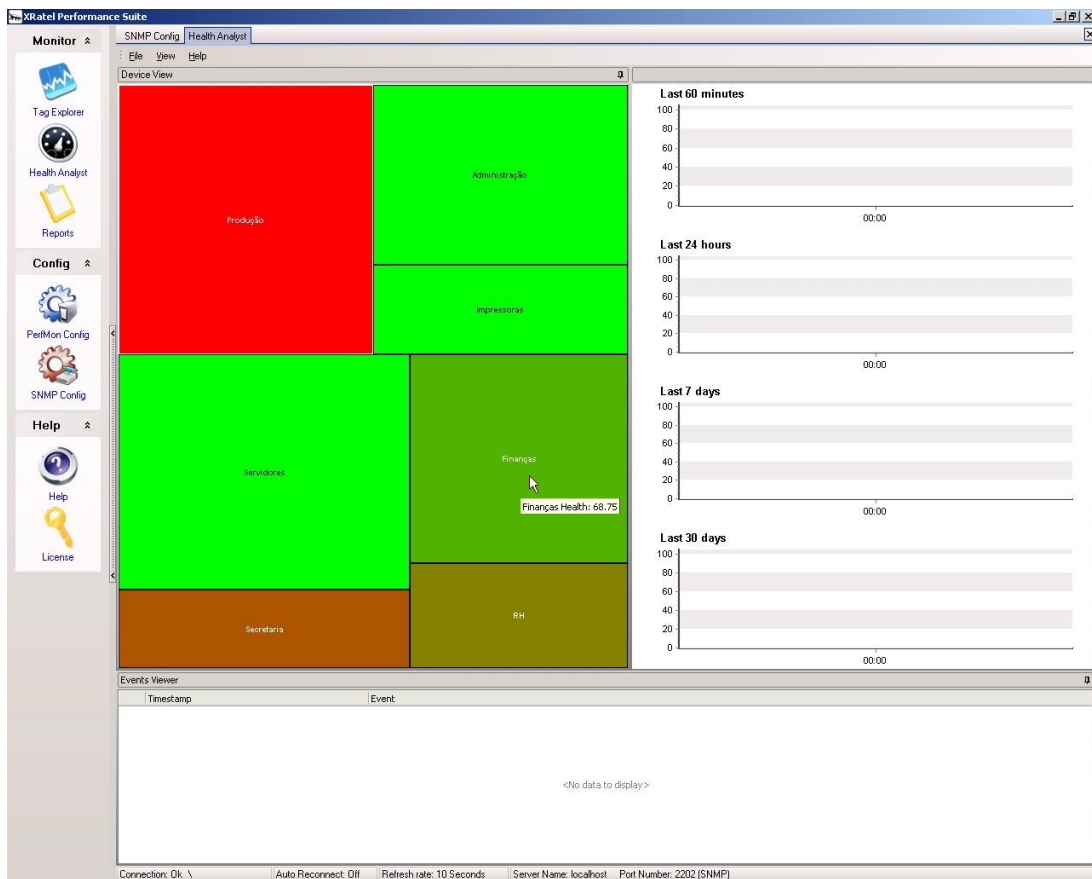 XRatel Performance Suite
Monitor
Tag Explorer
Health Analyst
Reports
Config
PerfMon Config
SNMP Config
Help
Help
License
SNMP Config Health Analyst
File View Help
Device View
Produção
Administração
Impressoras
Servidores
Finanças
Finanças Health: 68.75
Secretaria
RH
Last 60 minutes
100
80
60
40
20
0
00:00
Last 24 hours
100
80
60
40
20
0
00:00
Last 7 days
100
80
60
40
20
0
00:00
Last 30 days
100
80
60
40
20
0
00:00
Events Viewer
Timestamp Event
<No data to display>
Connection: Ok. \ Auto Reconnect: Off Refresh rate: 10 Seconds Server Name: localhost Port Number: 2202 (SNMP)